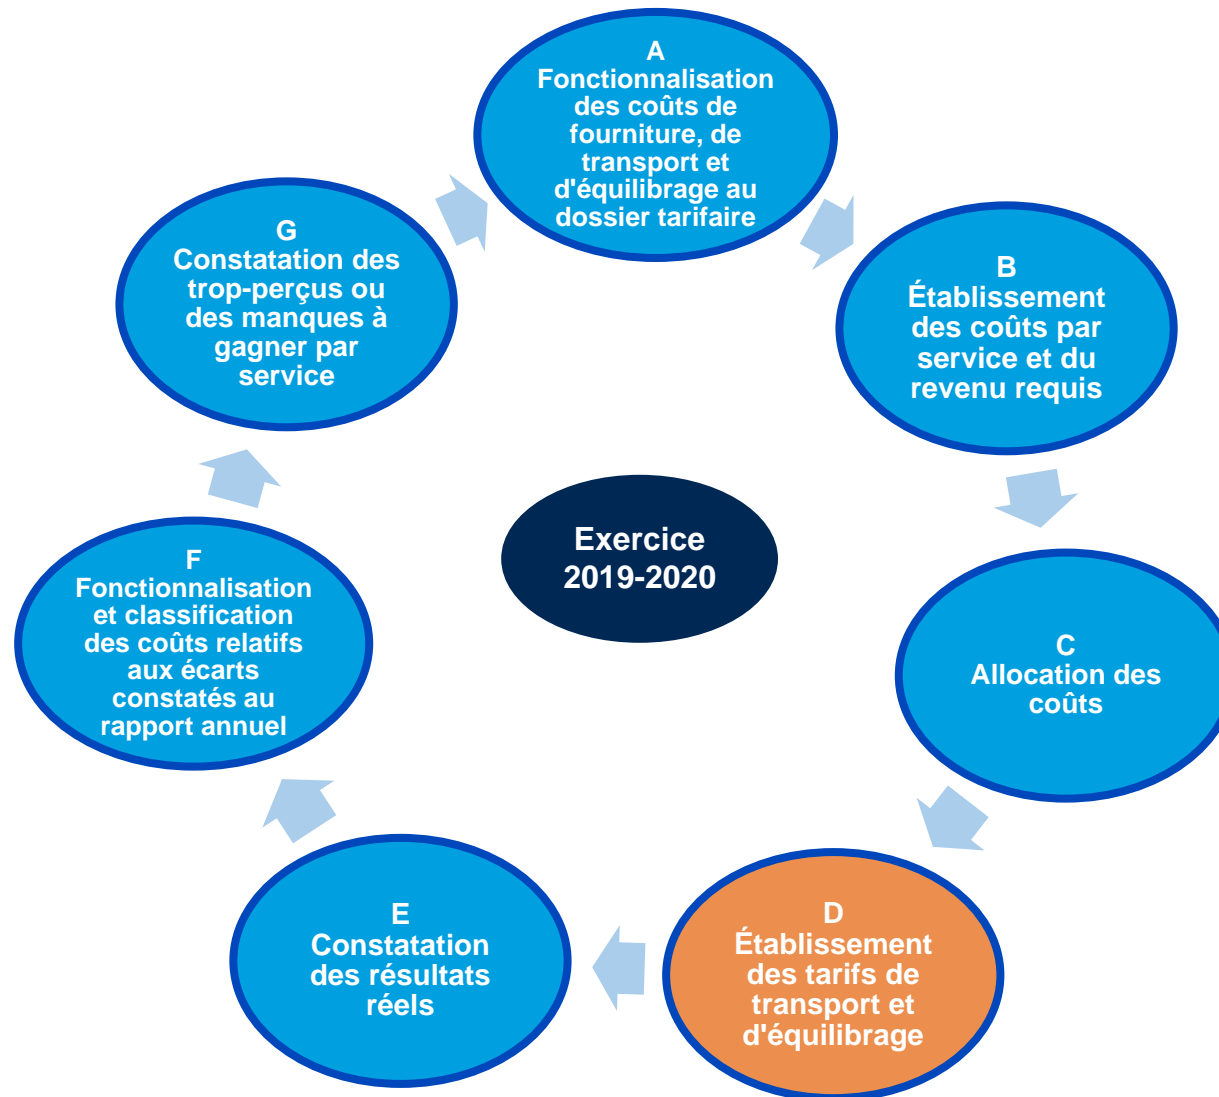 A
Fonctionnalisation
des coûts de
fourniture, de
transport et
d'équilibrage au
dossier tarifaire
B
Établissement
des coûts par
service et du
revenu requis
C
Allocation des
coûts
D
Établissement
des tarifs de
transport et
d'équilibrage
E
Constatation
des résultats
réels
F
Fonctionnalisation
et classification
des coûts relatifs
aux écarts
constatés au
rapport annuel
G
Constatation des
trop-perçus ou
des manques à
gagner par
service
Exercice
2019-2020